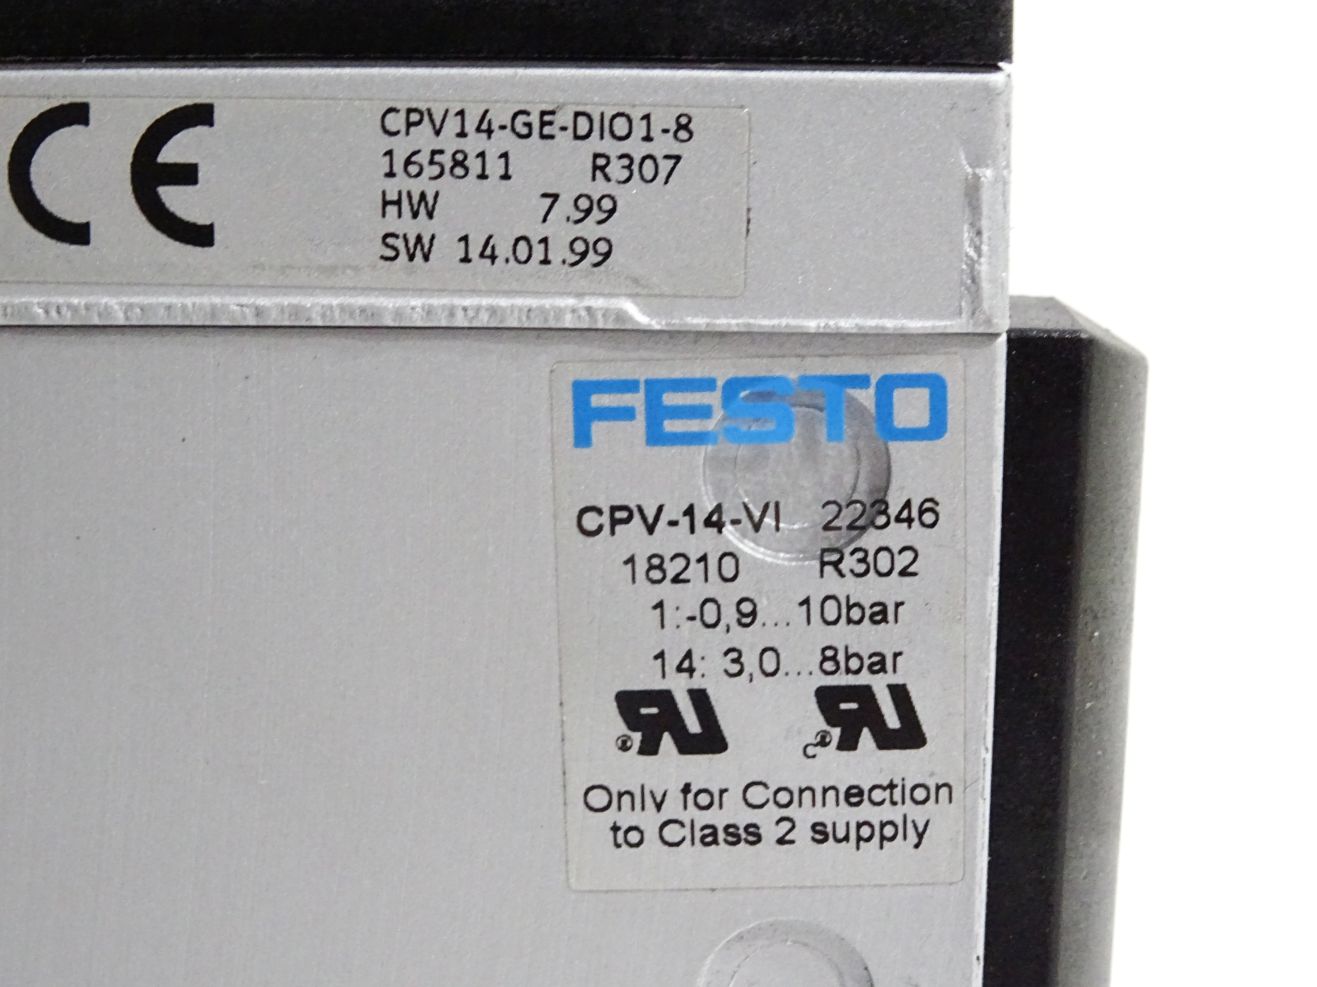 CE
CPV14-GE-DIO1-8
165811 R307
HW 7.99
SW 14.01.99
FESTO
CPV-14-VI 22346
18210 R302
1:-0,9...10bar
14: 3,0...8bar
Only for Connection
to Class 2 supply